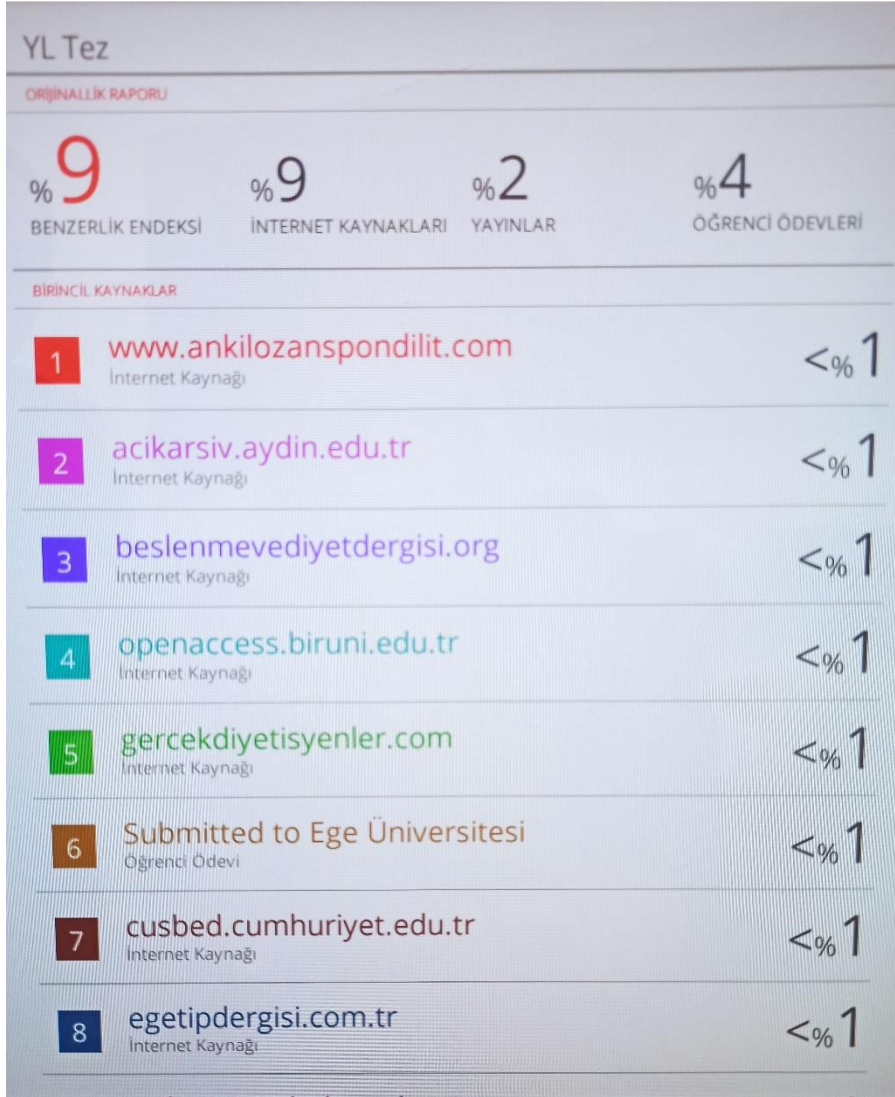 YL Tez
ORİJİNALLİK RAPORU
%9 %9 %2 %4
BENZERLİK ENDEKSİ İNTERNET KAYNAKLARI YAYINLAR ÖĞRENCİ ÖDEVLERİ
BİRİNCİL KAYNAKLAR
1 www.ankilozanspondilit.com <%1
İnternet Kaynağı
2 acikarsiv.aydin.edu.tr <%1
İnternet Kaynağı
3 beslenmevediyetdergisi.org <%1
İnternet Kaynağı
4 openaccess.biruni.edu.tr <%1
İnternet Kaynağı
5 gercekdiyetisyenler.com <%1
İnternet Kaynağı
6 Submitted to Ege Üniversitesi <%1
Öğrenci Ödevi
7 cusbed.cumhuriyet.edu.tr <%1
İnternet Kaynağı
8 egetipdergisi.com.tr <%1
İnternet Kaynağı